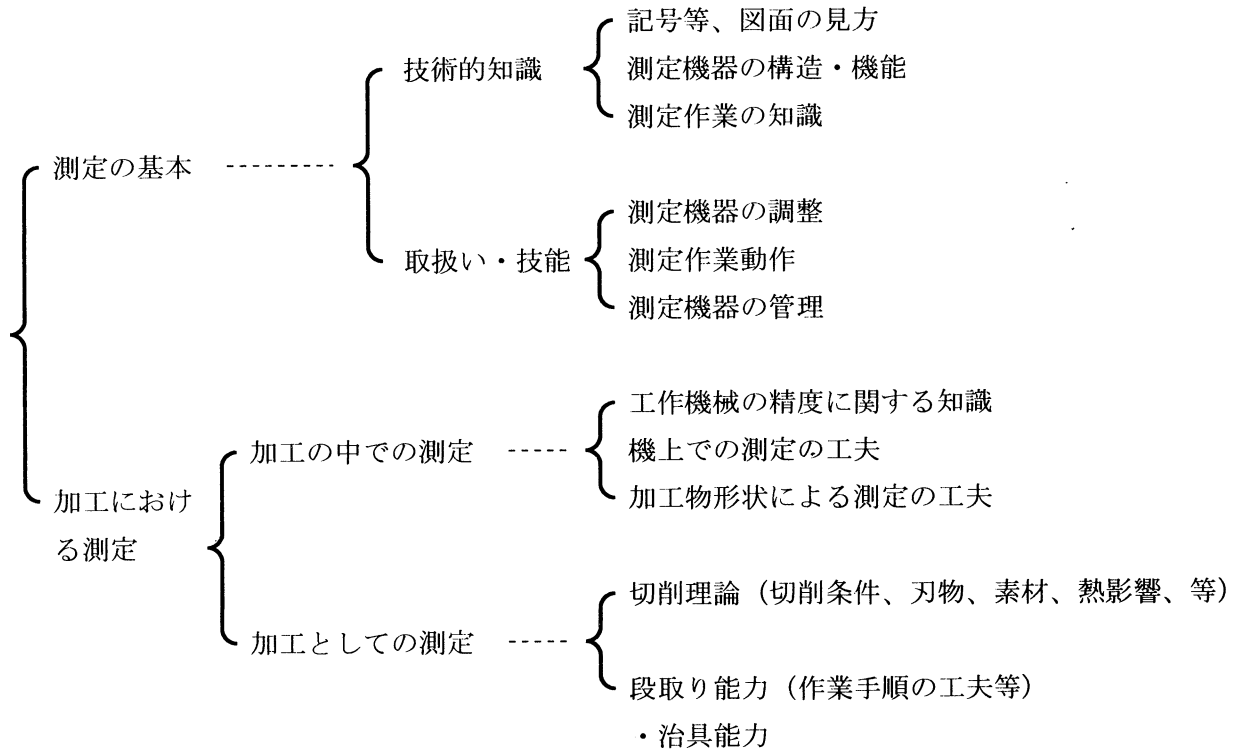 測定の基本
技術的知識
記号等、図面の見方
測定機器の構造・機能
測定作業の知識
取扱い・技能
測定機器の調整
測定作業動作
測定機器の管理
加工におけ
る測定
加工の中での測定
工作機械の精度に関する知識
機上での測定の工夫
加工物形状による測定の工夫
加工としての測定
切削理論（切削条件、刃物、素材、熱影響、等）
段取り能力（作業手順の工夫等）
・治具能力